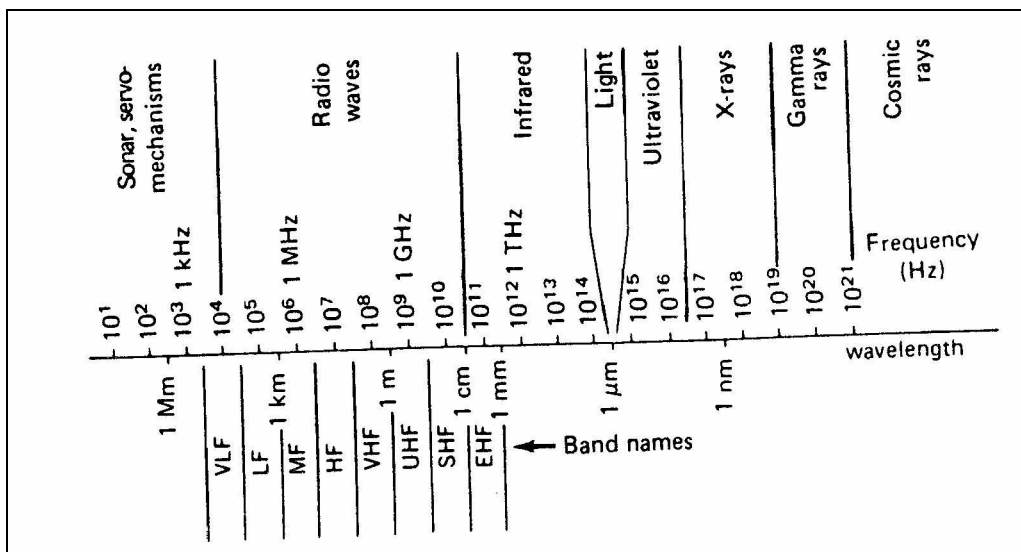 Sonar, servo-
mechanisms
Radio
waves
Infrared
Light
Ultraviolet
X-rays
Gamma
rays
Cosmic
rays
1 kHz
1 MHz
1 GHz
1 THz
Frequency
(Hz)
10¹
10²
10³
10⁴
10⁵
10⁶
10⁷
10⁸
10⁹
10¹⁰
10¹¹
10¹²
10¹³
10¹⁴
10¹⁵
10¹⁶
10¹⁷
10¹⁸
10¹⁹
10²⁰
10²¹
wavelength
1 Mm
1 km
1 m
1 cm
1 mm
1 μm
1 nm
VLF
LF
MF
HF
VHF
UHF
SHF
EHF
Band names